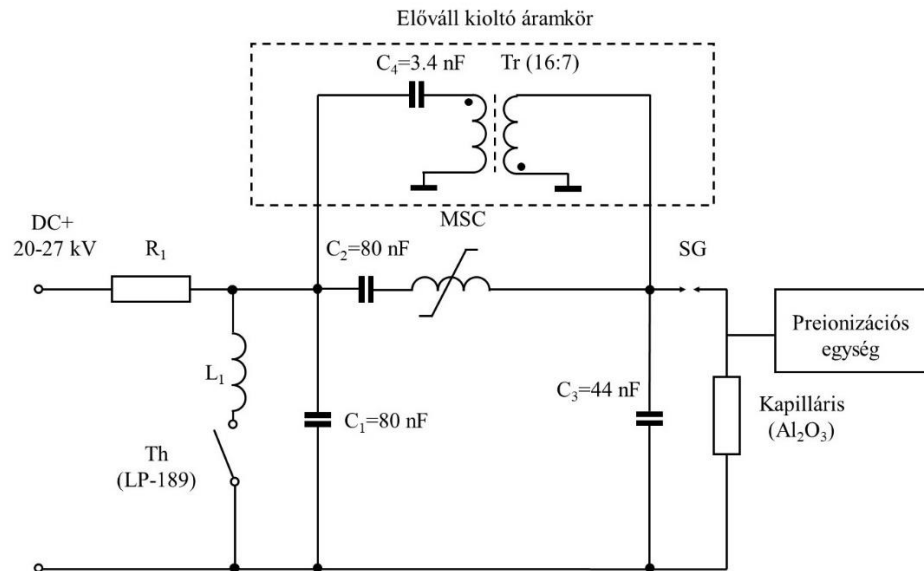 Előváll kioltó áramkör
C₄=3.4 nF
Tr (16:7)
MSC
DC+
20-27 kV
R₁
C₂=80 nF
SG
Preionizációs
egység
L₁
C₁=80 nF
C₃=44 nF
Kapilláris
(Al₂O₃)
Th
(LP-189)